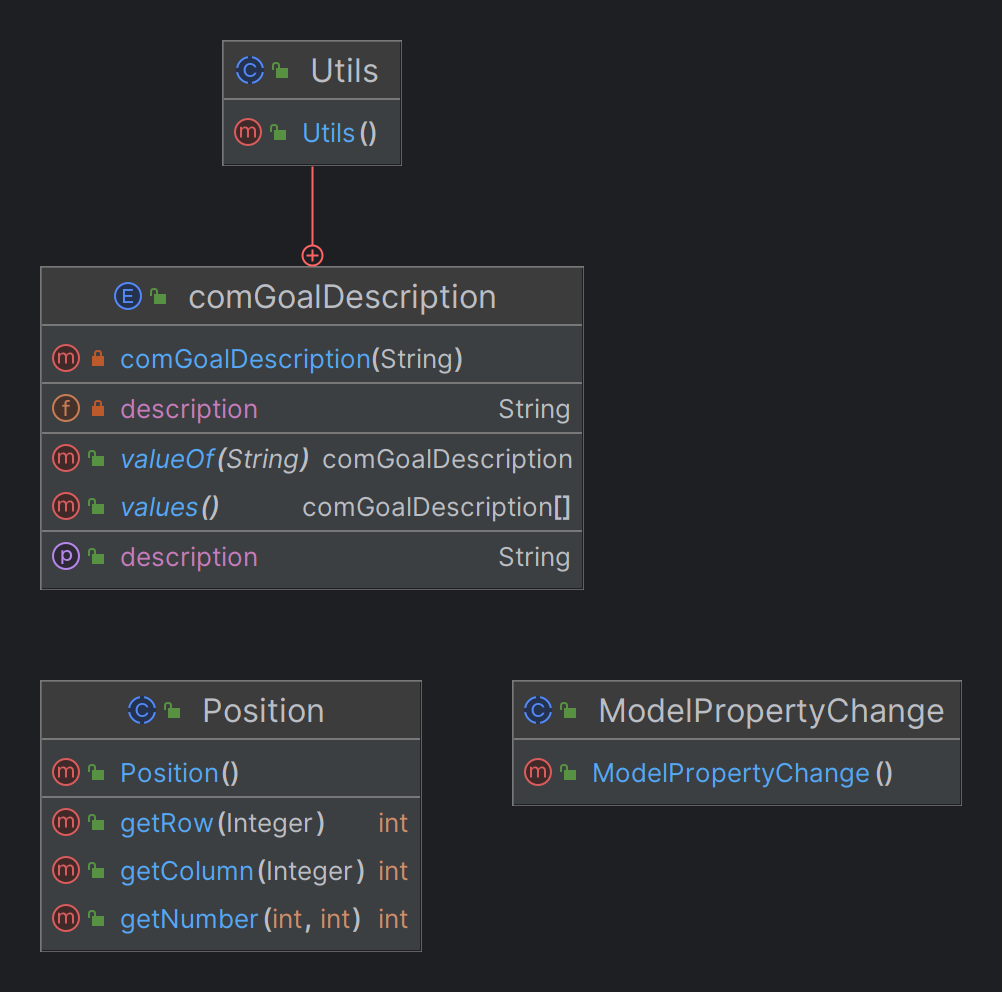 C Utils
m Utils()
E comGoalDescription
m comGoalDescription(String)
f description String
m valueOf(String) comGoalDescription
m values() comGoalDescription[]
p description String
C Position
m Position()
m getRow(Integer) int
m getColumn(Integer) int
m getNumber(int, int) int
C ModelPropertyChange
m ModelPropertyChange()